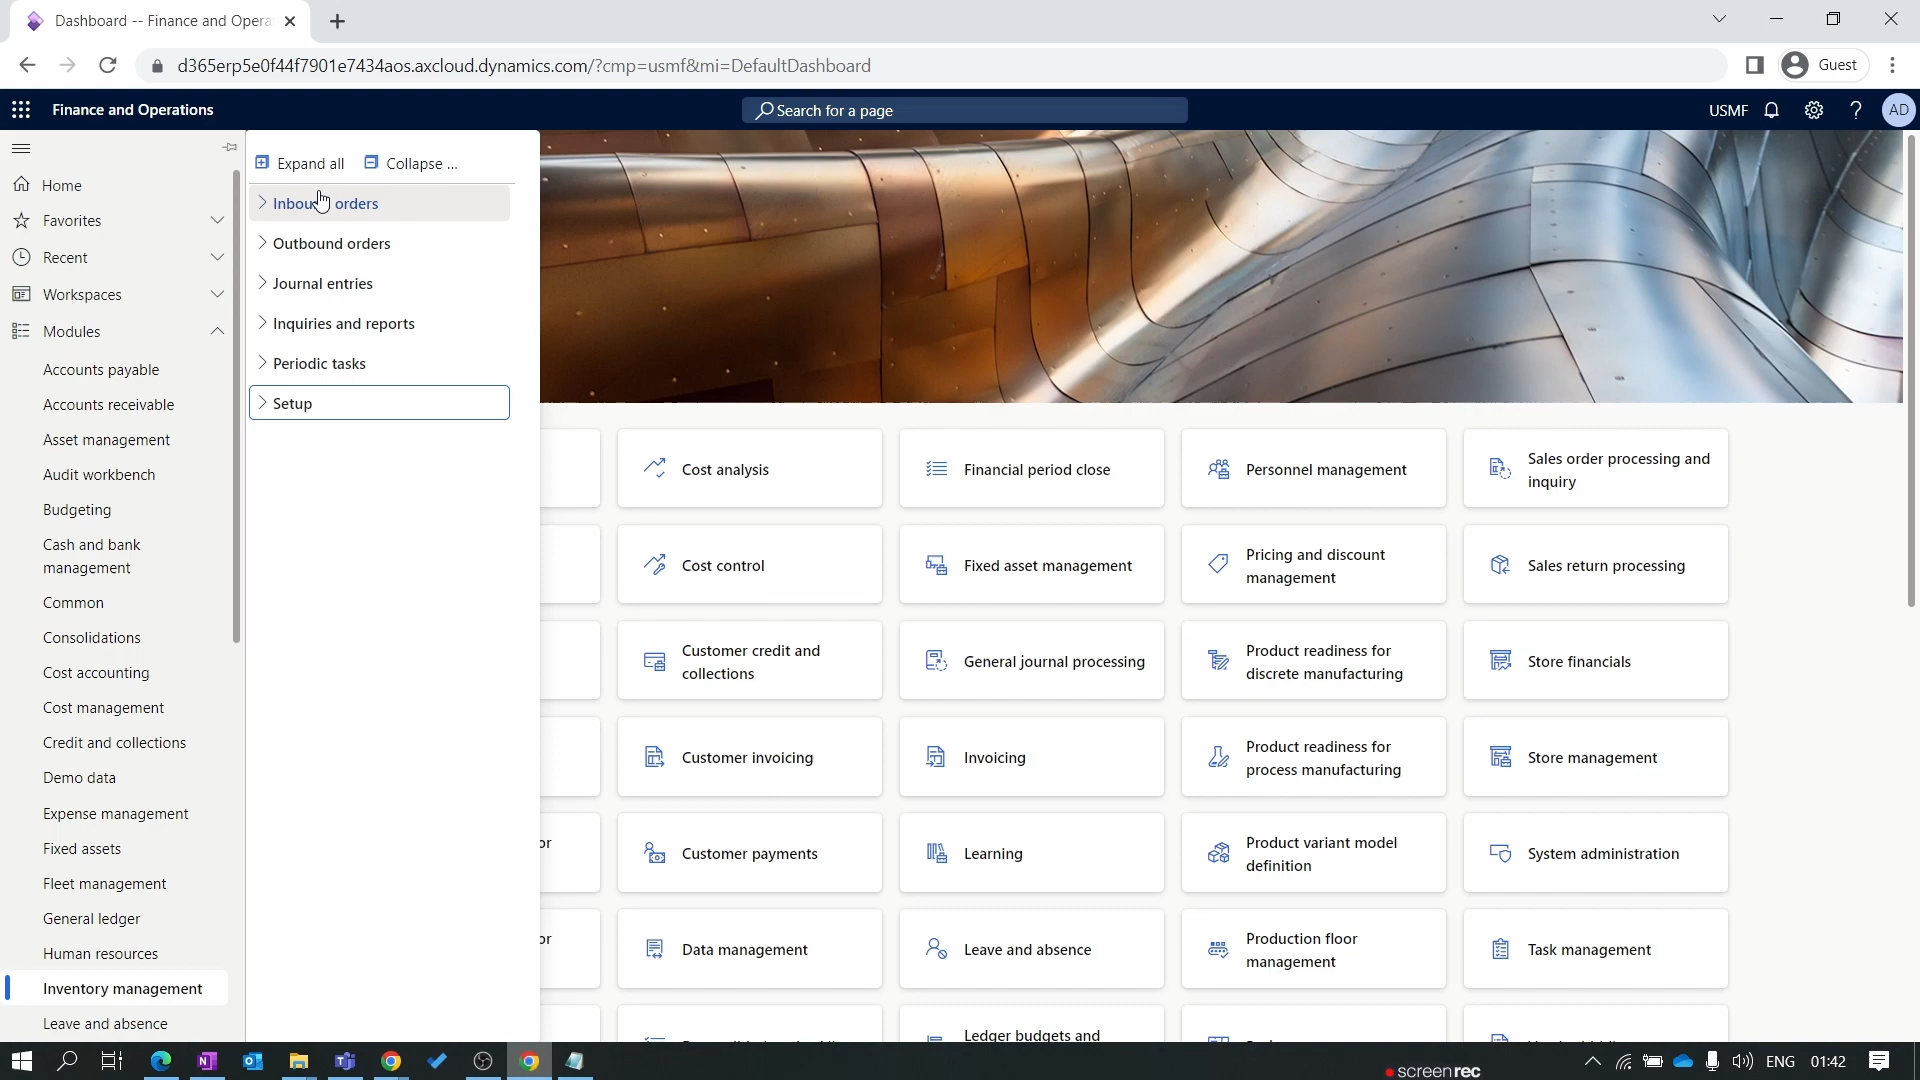 Dashboard -- Finance and Opera
d365erp5e0f44f7901e7434aos.axcloud.dynamics.com/?cmp=usmf&mi=DefaultDashboard
Guest
Finance and Operations
Search for a page
USMF
AD
Home
Favorites
Recent
Workspaces
Modules
Accounts payable
Accounts receivable
Asset management
Audit workbench
Budgeting
Cash and bank
management
Common
Consolidations
Cost accounting
Cost management
Credit and collections
Demo data
Expense management
Fixed assets
Fleet management
General ledger
Human resources
Inventory management
Leave and absence
Expand all
Collapse ...
Inbound orders
Outbound orders
Journal entries
Inquiries and reports
Periodic tasks
Setup
or
or
Cost analysis
Cost control
Customer credit and
collections
Customer invoicing
Customer payments
Data management
Financial period close
Fixed asset management
General journal processing
Invoicing
Learning
Leave and absence
Ledger budgets and
Personnel management
Pricing and discount
management
Product readiness for
discrete manufacturing
Product readiness for
process manufacturing
Product variant model
definition
Production floor
management
Sales order processing and
inquiry
Sales return processing
Store financials
Store management
System administration
Task management
screenrec
ENG
01:42